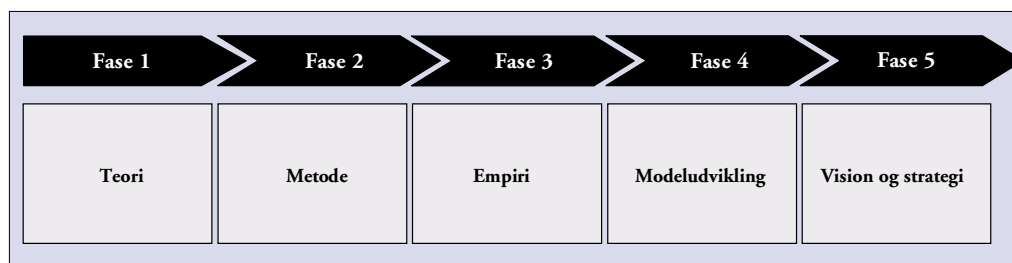 Fase 1
Fase 2
Fase 3
Fase 4
Fase 5
Teori
Metode
Empiri
Modeludvikling
Vision og strategi